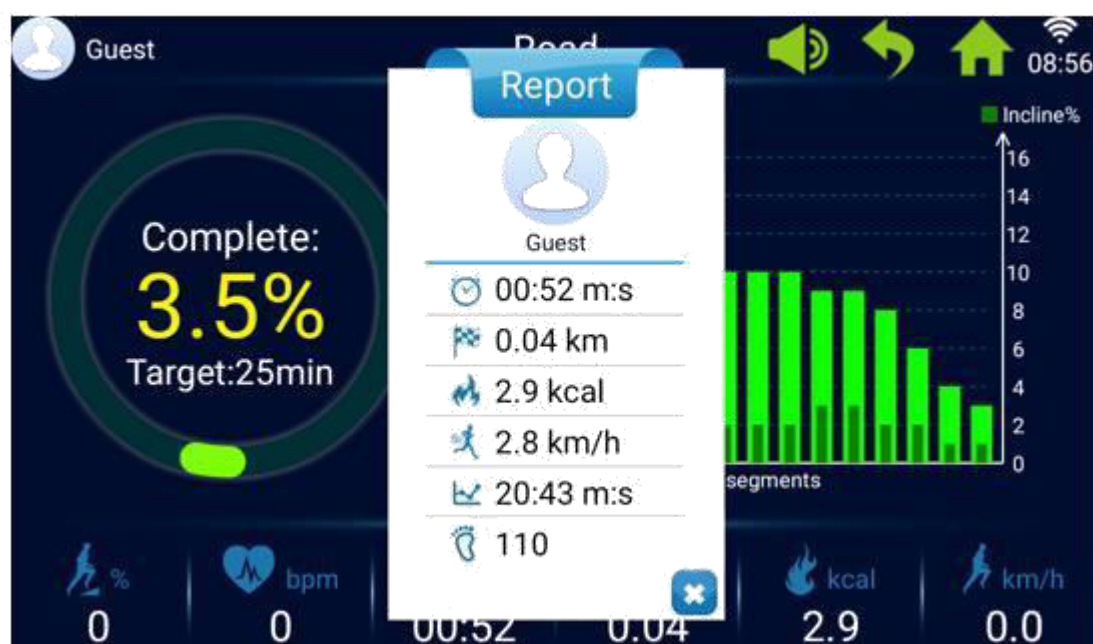 Guest
Road
08:56
Report
Guest
00:52 m:s
0.04 km
2.9 kcal
2.8 km/h
20:43 m:s
110
Complete:
3.5%
Target:25min
Incline%
16
14
12
10
8
6
4
2
0
segments
%
bpm
kcal
km/h
0
0
00:52
0.04
2.9
0.0